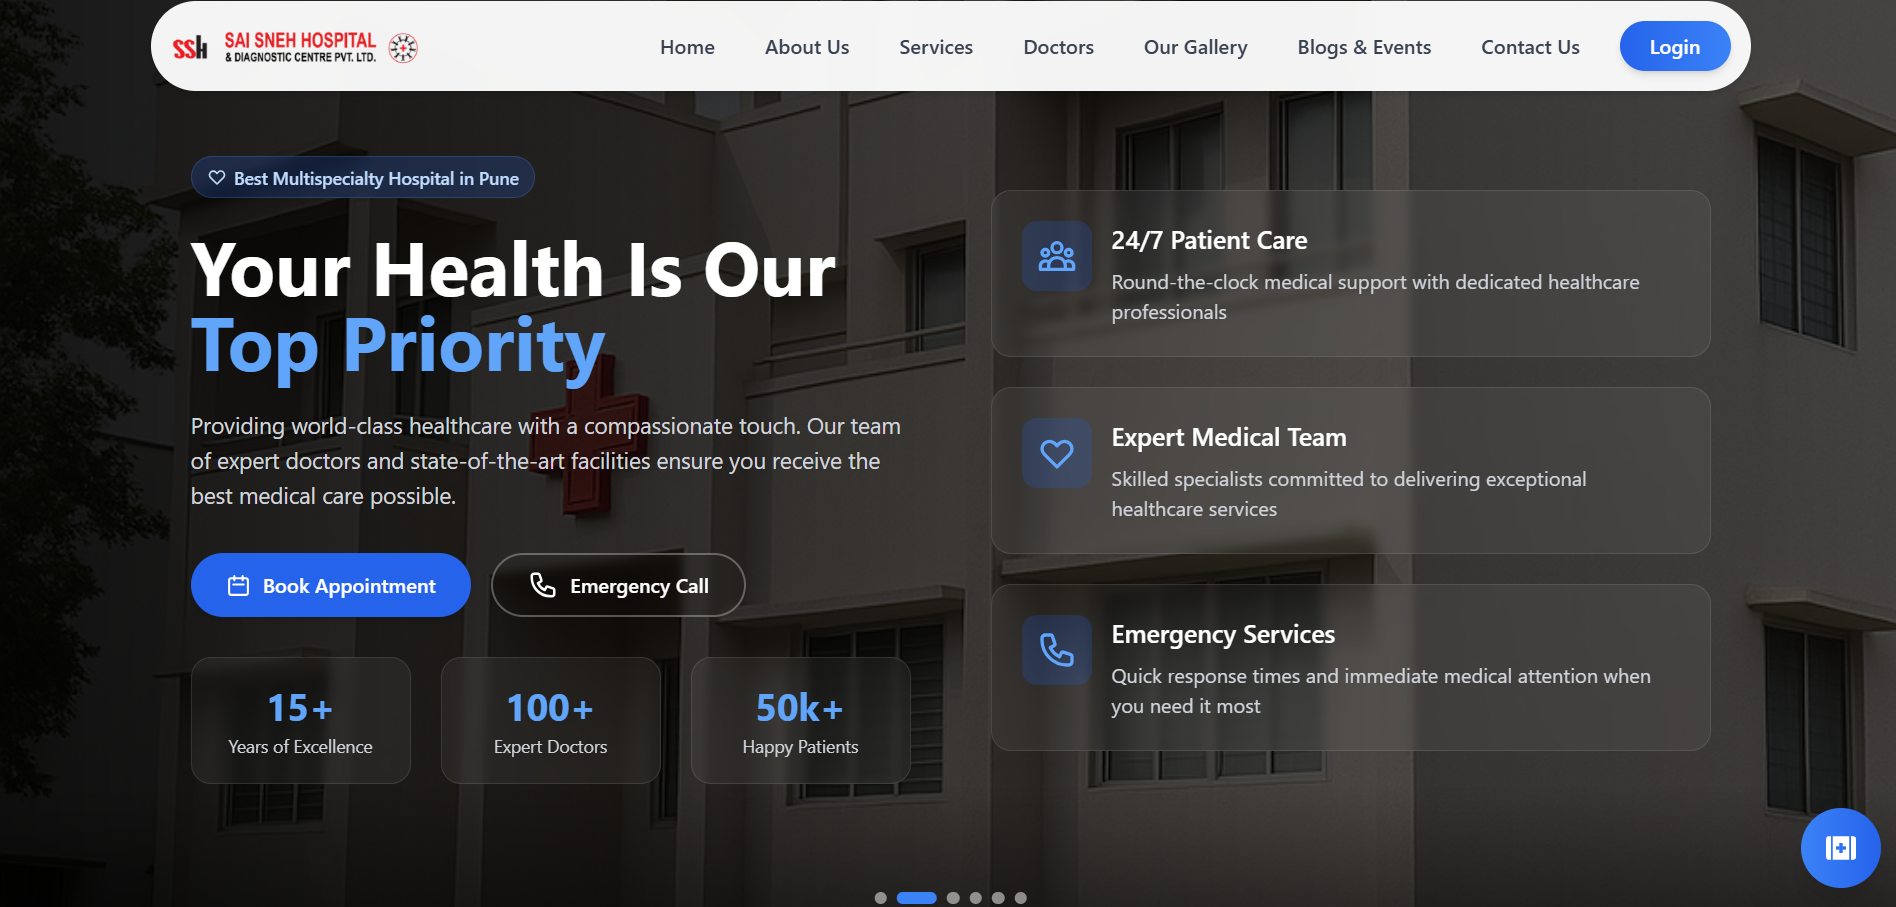 SSh
SAI SNEH HOSPITAL
& DIAGNOSTIC CENTRE PVT. LTD.
Home
About Us
Services
Doctors
Our Gallery
Blogs & Events
Contact Us
Login
Best Multispecialty Hospital in Pune
Your Health Is Our
Top Priority
Providing world-class healthcare with a compassionate touch. Our team
of expert doctors and state-of-the-art facilities ensure you receive the
best medical care possible.
Book Appointment
Emergency Call
15+
Years of Excellence
100+
Expert Doctors
50k+
Happy Patients
24/7 Patient Care
Round-the-clock medical support with dedicated healthcare
professionals
Expert Medical Team
Skilled specialists committed to delivering exceptional
healthcare services
Emergency Services
Quick response times and immediate medical attention when
you need it most